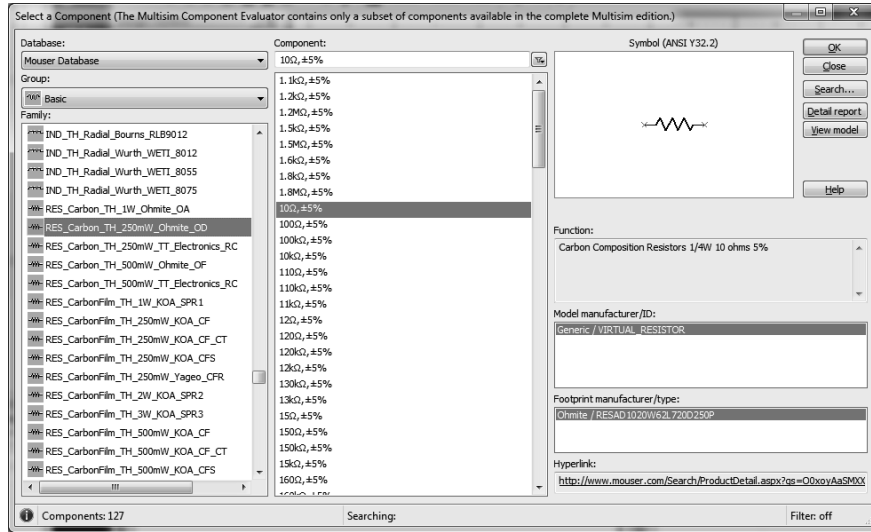 Select a Component (The Multisim Component Evaluator contains only a subset of components available in the complete Multisim edition.)
Database:
Mouser Database
Group:
Basic
Family:
IND_TH_Radial_Bourns_RLB9012
IND_TH_Radial_Wurth_WETI_8012
IND_TH_Radial_Wurth_WETI_8055
IND_TH_Radial_Wurth_WETI_8075
RES_Carbon_TH_1W_Ohmite_OA
RES_Carbon_TH_250mW_Ohmite_OD
RES_Carbon_TH_250mW_TT_Electronics_RC
RES_Carbon_TH_500mW_Ohmite_OF
RES_Carbon_TH_500mW_TT_Electronics_RC
RES_CarbonFilm_TH_1W_KOA_SPR1
RES_CarbonFilm_TH_250mW_KOA_CF
RES_CarbonFilm_TH_250mW_KOA_CF_CT
RES_CarbonFilm_TH_250mW_KOA_CFS
RES_CarbonFilm_TH_250mW_Yageo_CFR
RES_CarbonFilm_TH_2W_KOA_SPR2
RES_CarbonFilm_TH_3W_KOA_SPR3
RES_CarbonFilm_TH_500mW_KOA_CF
RES_CarbonFilm_TH_500mW_KOA_CF_CT
RES_CarbonFilm_TH_500mW_KOA_CFS
Component:
10Ω,±5%
1.1kΩ,±5%
1.2kΩ,±5%
1.2MΩ,±5%
1.5kΩ,±5%
1.5MΩ,±5%
1.6kΩ,±5%
1.8kΩ,±5%
1.8MΩ,±5%
10Ω,±5%
100Ω,±5%
100kΩ,±5%
10kΩ,±5%
110Ω,±5%
110kΩ,±5%
11kΩ,±5%
12Ω,±5%
120Ω,±5%
120kΩ,±5%
12kΩ,±5%
130kΩ,±5%
13kΩ,±5%
15Ω,±5%
150Ω,±5%
150kΩ,±5%
15kΩ,±5%
160Ω,±5%
Symbol (ANSI Y32.2)
OK
Close
Search...
Detail report
View model
Help
Function:
Carbon Composition Resistors 1/4W 10 ohms 5%
Model manufacturer/ID:
Generic / VIRTUAL_RESISTOR
Footprint manufacturer/type:
Ohmite / RESAD1020W62L720D250P
Hyperlink:
http://www.mouser.com/Search/ProductDetail.aspx?qs=O0xoyAaSMXX
Components: 127
Searching:
Filter: off